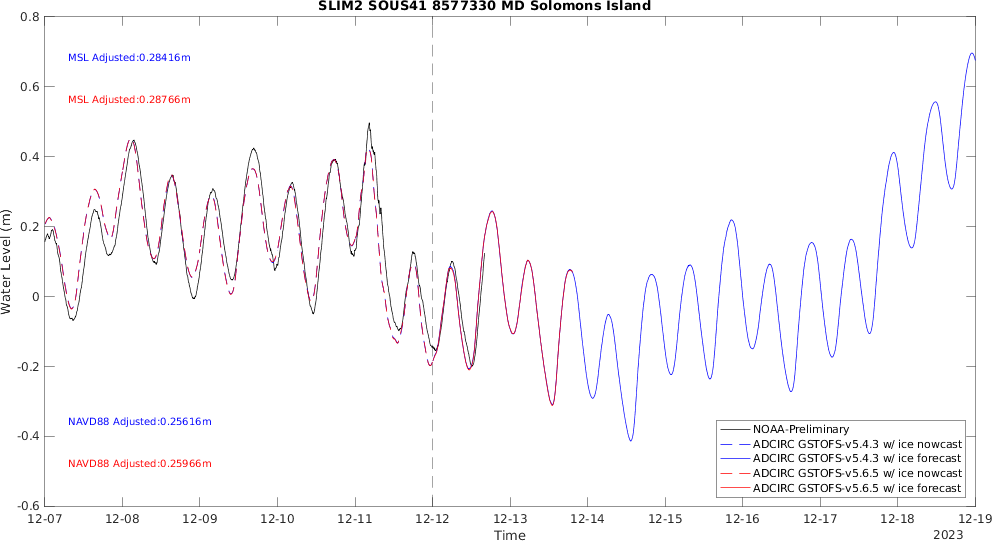 SLIM2 SOUS41 8577330 MD Solomons Island
0.8
0.6
0.4
0.2
0
-0.2
-0.4
-0.6
Water Level (m)
MSL Adjusted:0.28416m
MSL Adjusted:0.28766m
NAVD88 Adjusted:0.25616m
NAVD88 Adjusted:0.25966m
NOAA-Preliminary
ADCIRC GSTOFS-v5.4.3 w/ ice nowcast
ADCIRC GSTOFS-v5.4.3 w/ ice forecast
ADCIRC GSTOFS-v5.6.5 w/ ice nowcast
ADCIRC GSTOFS-v5.6.5 w/ ice forecast
12-07 12-08 12-09 12-10 12-11 12-12 12-13 12-14 12-15 12-16 12-17 12-18 12-19
Time
2023